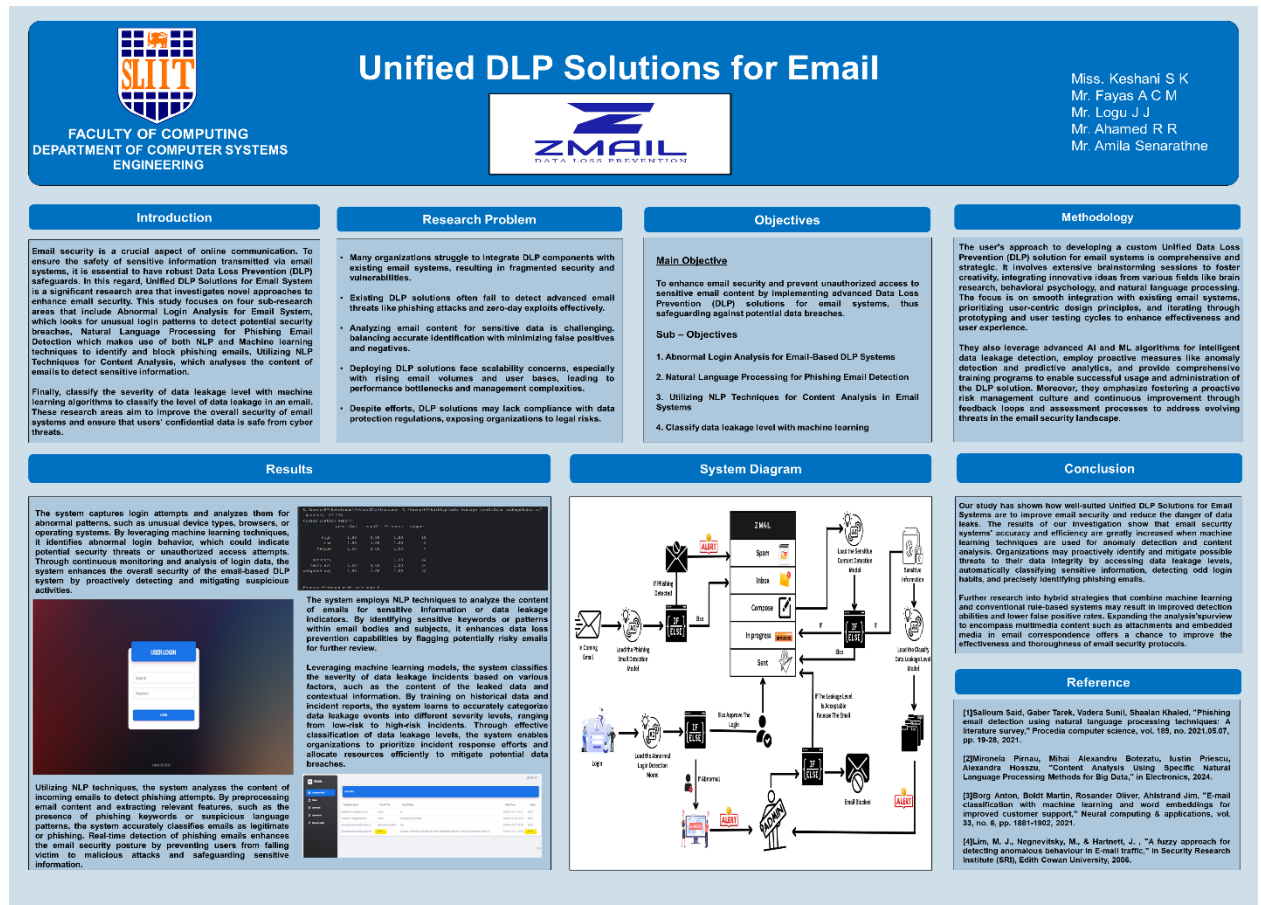 SLIIT
FACULTY OF COMPUTING
DEPARTMENT OF COMPUTER SYSTEMS
ENGINEERING
Unified DLP Solutions for Email
ZMAIL
DATA LOSS PREVENTION
Miss. Keshani S K
Mr. Fayas A C M
Mr. Logu J J
Mr. Ahamed R R
Mr. Amila Senarathne
Introduction
Email security is a crucial aspect of online communication. To
ensure the safety of sensitive information transmitted via email
systems, it is essential to have robust Data Loss Prevention (DLP)
safeguards. In this regard, Unified DLP Solutions for Email System
is a significant research area that investigates novel approaches to
enhance email security. This study focuses on four sub-research
areas that include Abnormal Login Analysis for Email System,
which looks for unusual login patterns to detect potential security
breaches, Natural Language Processing for Phishing Email
Detection which makes use of both NLP and Machine learning
techniques to identify and block phishing emails, Utilizing NLP
Techniques for Content Analysis, which analyses the content of
emails to detect sensitive information.
Finally, classify the severity of data leakage level with machine
learning algorithms to classify the level of data leakage in an email.
These research areas aim to improve the overall security of email
systems and ensure that users' confidential data is safe from cyber
threats.
Research Problem
• Many organizations struggle to integrate DLP components with
existing email systems, resulting in fragmented security and
vulnerabilities.
• Existing DLP solutions often fail to detect advanced email
threats like phishing attacks and zero-day exploits effectively.
• Analyzing email content for sensitive data is challenging,
balancing accurate identification with minimizing false positives
and negatives.
• Deploying DLP solutions face scalability concerns, especially
with rising email volumes and user bases, leading to
performance bottlenecks and management complexities.
• Despite efforts, DLP solutions may lack compliance with data
protection regulations, exposing organizations to legal risks.
Objectives
Main Objective
To enhance email security and prevent unauthorized access to
sensitive email content by implementing advanced Data Loss
Prevention (DLP) solutions for emails, thus
safeguarding against potential data breaches.
Sub – Objectives
1. Abnormal Login Analysis for Email-Based DLP Systems
2. Natural Language Processing for Phishing Email Detection
3. Utilizing NLP Techniques for Content Analysis in Email
Systems
4. Classify data leakage level with machine learning
Methodology
The user's approach to developing a custom Unified Data Loss
Prevention (DLP) solution for email systems is comprehensive and
strategic. It involves extensive brainstorming sessions to foster
creativity, integrating innovative ideas from various fields like brain
research, behavioral psychology, and natural language processing.
The focus is on smooth integration with existing email systems,
prioritizing user-centric design principles, and iterating through
prototyping and user testing cycles to enhance effectiveness and
user experience.
They also leverage advanced AI and ML algorithms for intelligent
data leakage detection, employ proactive measures like anomaly
detection and predictive analytics, and provide comprehensive
training programs to enable successful usage and administration of
the DLP solution. Moreover, they emphasize fostering a proactive
risk management culture and continuous improvement through
feedback loops and assessment processes to address evolving
threats in the email security landscape.
Results
The system captures login attempts and analyzes them for
abnormal patterns, such as unusual device types, browsers, or
operating systems. By leveraging machine learning techniques,
it identifies abnormal login behavior, which could indicate
potential security threats or unauthorized access attempts.
Through continuous monitoring and analysis of login data, the
system enhances the overall security of the email-based DLP
system by proactively detecting and mitigating suspicious
activities.
USER LOGIN
Utilizing NLP techniques, the system analyzes the content of
incoming emails to detect phishing attempts. By preprocessing
email content and extracting relevant features, such as the
presence of phishing keywords or suspicious language
patterns, the system accurately classifies emails as legitimate
or phishing. Real-time detection of phishing emails enhances
the email security posture by preventing users from falling
victim to malicious attacks and safeguarding sensitive
information.
The system employs NLP techniques to analyze the content
of emails for sensitive information or data leakage
indicators. By identifying sensitive keywords or patterns
within email bodies and subjects, it enhances data loss
prevention capabilities by flagging potentially risky emails
for further review.
Leveraging machine learning models, the system classifies
the severity of data leakage incidents based on various
factors, such as the content of the leaked data and
contextual information. By training on historical data and
incident reports, the system learns to accurately categorize
data leakage events into different severity levels, ranging
from low-risk to high-risk incidents. Through effective
classification of data leakage levels, the system enables
organizations to prioritize incident response efforts and
allocate resources efficiently to mitigate potential data
breaches.
System Diagram
ZMAIL
Spam
Inbox
Compose
In progress
Sent
ALERT
If Phishing
Detected
Else
IF
ELSE
In Coming
Email
Load the Phishing
Email Detection
Model
Load the Sensitive
Content Detection
Model
Sensitive
Information
IF
ELSE
If
If
Else
Load the Classify
Data Leakage Level
Model
If The Leakage Level
Is Acceptable
Release The Email
Else Approve The
Login
IF
ELSE
Login
Load the Abnormal
Login Detection
Model
If Abnormal
IF
ELSE
Email Blocked
ALERT
ALERT
ADMIN
Conclusion
Our study has shown how well-suited Unified DLP Solutions for Email
Systems are to improve email security and reduce the danger of data
leaks. The results of our investigation show that email security
systems' accuracy and efficiency are greatly increased when machine
learning techniques are used for anomaly detection and content
analysis. Organizations may proactively identify and mitigate possible
threats to their data integrity by accessing data leakage levels,
automatically classifying sensitive information, detecting odd login
habits, and precisely identifying phishing emails.
Further research into hybrid strategies that combine machine learning
and conventional rule-based systems may result in improved detection
abilities and lower false positive rates. Expanding the analysis'spurview
to encompass multimedia content such as attachments and embedded
media in email correspondence offers a chance to improve the
effectiveness and thoroughness of email security protocols.
Reference
[1]Salloum Said, Gaber Tarek, Vadera Sunil, Shaalan Khaled, "Phishing
email detection using natural language processing techniques: A
literature survey," Procedia computer science, vol. 189, no. 2021.05.07,
pp. 19-28, 2021.
[2]Mironela Pirnau, Mihai Alexandru Botezatu, Iustin Priescu,
Alexandra Hosszu, "Content Analysis Using Specific Natural
Language Processing Methods for Big Data," in Electronics, 2024.
[3]Borg Anton, Boldt Martin, Rosander Oliver, Ahlstrand Jim, "E-mail
classification with machine learning and word embeddings for
improved customer support," Neural computing & applications, vol.
33, no. 6, pp. 1881-1902, 2021.
[4]Lim, M. J., Negnevitsky, M., & Hartnett, J. , "A fuzzy approach for
detecting anomalous behaviour in E-mail traffic," in Security Research
Institute (SRI), Edith Cowan University, 2006.